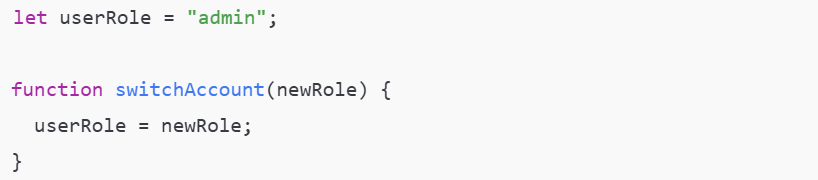 let userRole = "admin";
function switchAccount(newRole) {
  userRole = newRole;
}